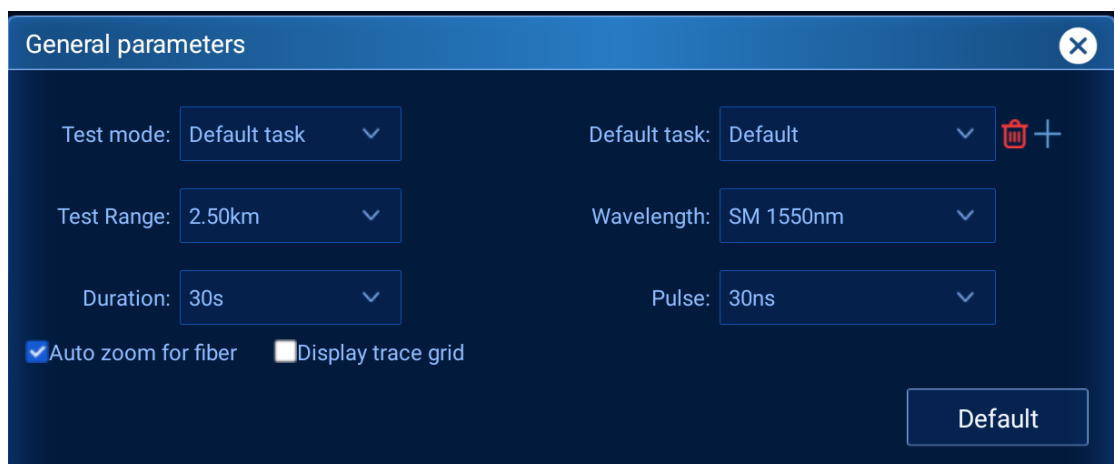 General parameters
Test mode: Default task Default task: Default
Test Range: 2.50km Wavelength: SM 1550nm
Duration: 30s Pulse: 30ns
Auto zoom for fiber Display trace grid
Default